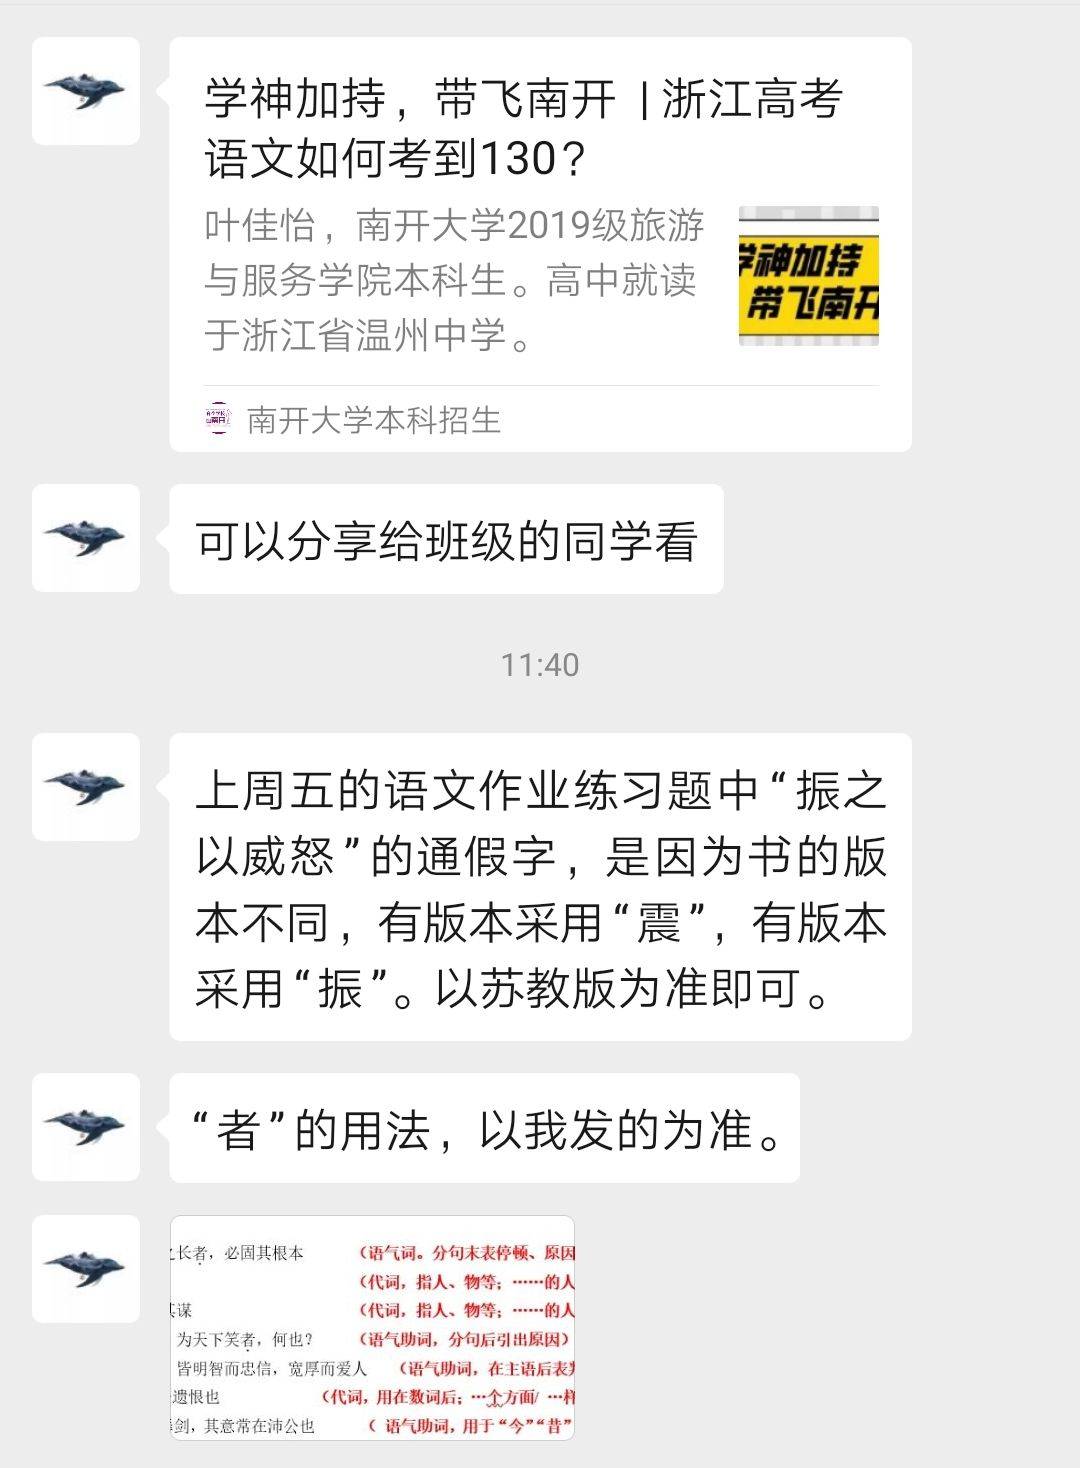 学神加持，带飞南开 | 浙江高考
语文如何考到130？
叶佳怡，南开大学2019级旅游
与服务学院本科生。高中就读
于浙江省温州中学。
学神加持
带飞南开
南开大学本科招生
可以分享给班级的同学看
11:40
上周五的语文作业练习题中“振之
以威怒”的通假字，是因为书的版
本不同，有版本采用“震”，有版本
采用“振”。以苏教版为准即可。
“者”的用法，以我发的为准。
之长者，必固其根本 （语气词。分句末表停顿、原因
（代词，指人、物等；……的人
其谋 （代词，指人、物等；……的人
为天下笑者，何也？ （语气助词，分句后引出原因）
皆明智而忠信，宽厚而爱人 （语气助词，在主语后表判
遗恨也 （代词，用在数词后；…个方面/ …样
剑，其意常在沛公也 （ 语气助词，用于“今”“昔”